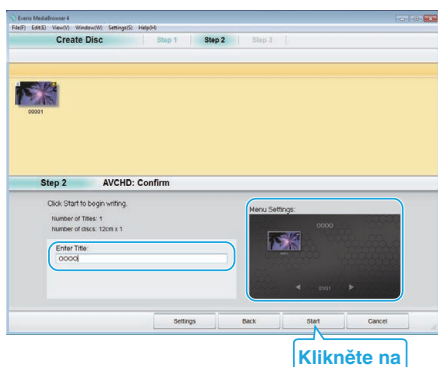 Everio MediaBrowser 4
File(F) Edit(E) View(V) Window(W) Settings(S) Help(H)
Create Disc Step 1 Step 2 Step 3
00001
Step 2 AVCHD: Confirm
Click Start to begin writing.
Number of Titles: 1
Number of discs: 12cm x 1
Enter Title:
OOOO
Menu Settings:
OOOO
0001
Settings Back Start Cancel
Klikněte na